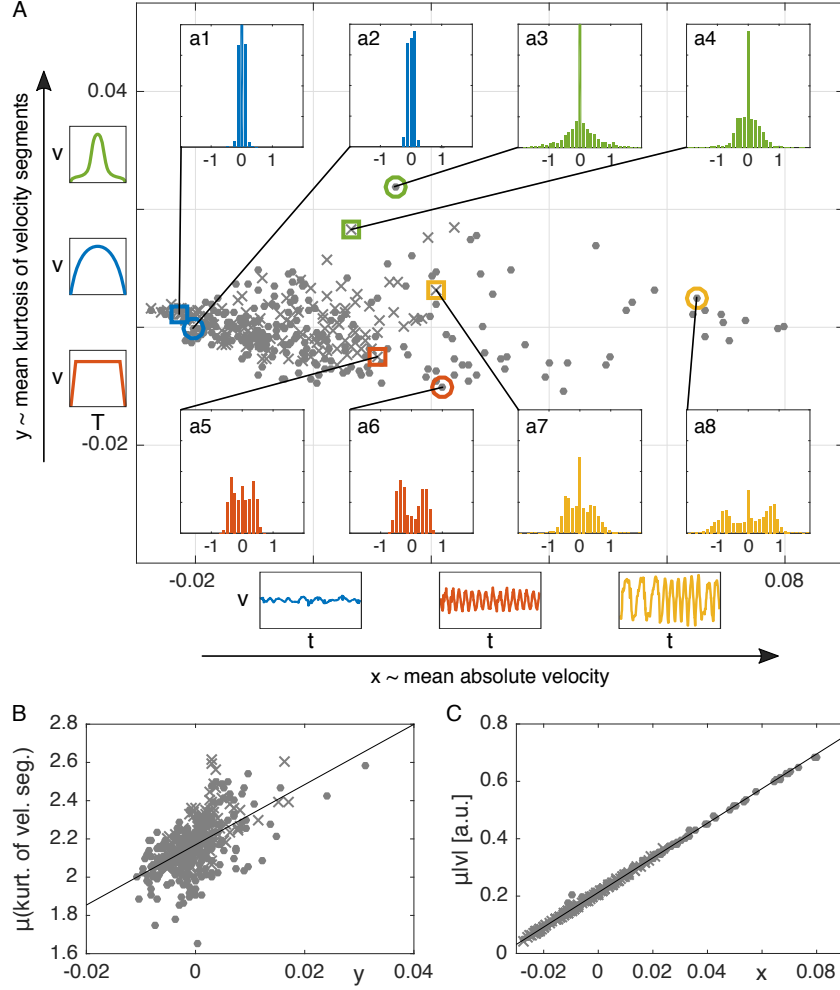 A
a1
a2
a3
a4
-1 0 1
-1 0 1
-1 0 1
-1 0 1
0.04
-0.02
y ~ mean kurtosis of velocity segments
v
v
v
T
a5
a6
a7
a8
-1 0 1
-1 0 1
-1 0 1
-1 0 1
-0.02
0.08
v
t
t
t
x ~ mean absolute velocity
B
μ(kurt. of vel. seg.)
2.8
2.6
2.4
2.2
2
1.8
1.6
-0.02 0 0.02 y 0.04
C
μ|v| [a.u.]
0.8
0.6
0.4
0.2
0
-0.02 0 0.02 0.04 x 0.08